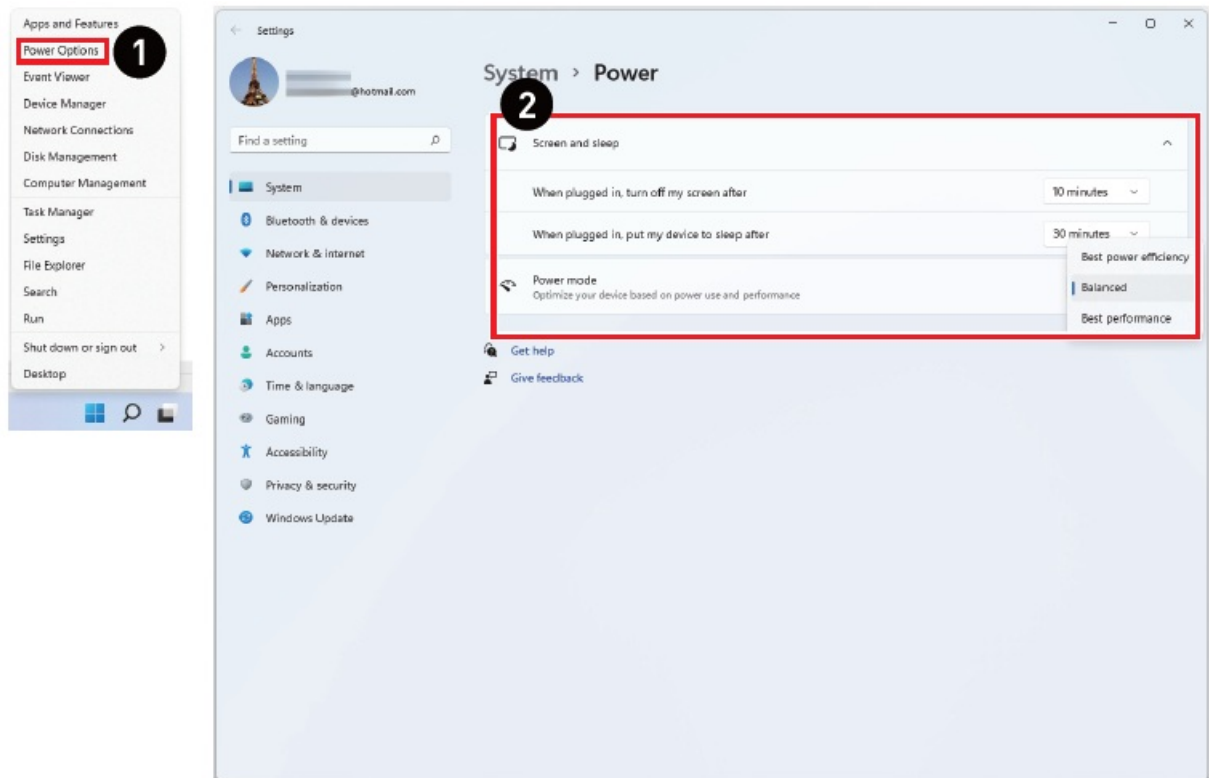 Apps and Features
Power Options
1
Event Viewer
Device Manager
Network Connections
Disk Management
Computer Management
Task Manager
Settings
File Explorer
Search
Run
Shut down or sign out
Desktop
Settings
@hotmail.com
Find a setting
System
Bluetooth & devices
Network & internet
Personalization
Apps
Accounts
Time & language
Gaming
Accessibility
Privacy & security
Windows Update
System > Power
2
Screen and sleep
When plugged in, turn off my screen after 10 minutes
When plugged in, put my device to sleep after 30 minutes
Power mode
Optimize your device based on power use and performance
Best power efficiency
Balanced
Best performance
Get help
Give feedback